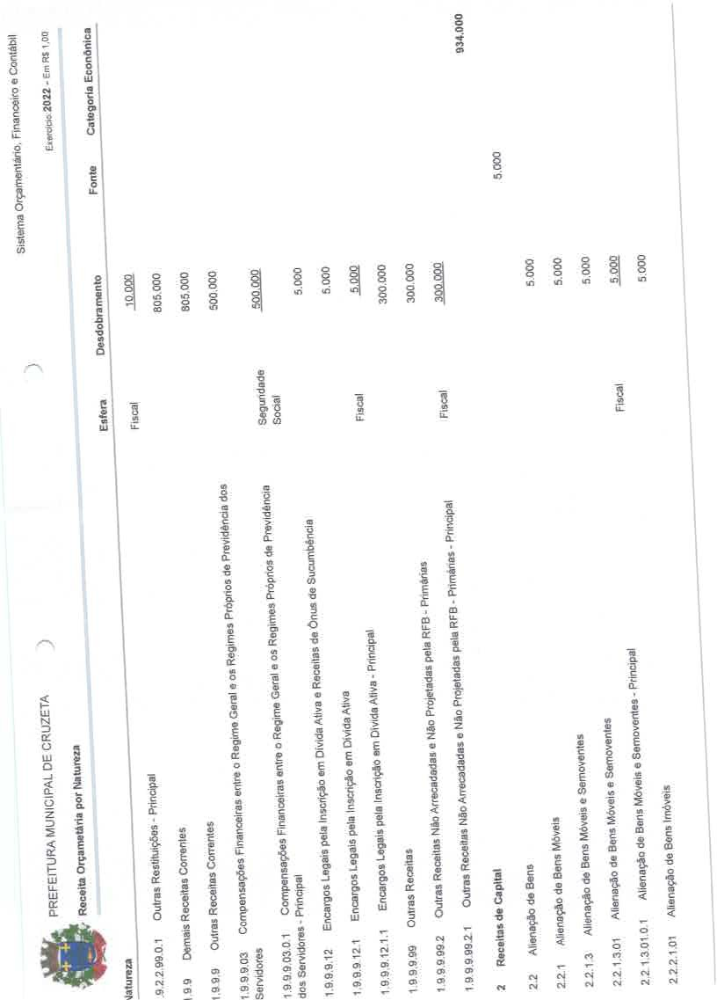 Sistema Orçamentário, Financeiro e Contábil
PREFEITURA MUNICIPAL DE CRUZETA
Exercício:2022 - Em R$ 1,00
Receita Orçametária por Natureza
Natureza Esfera Desdobramento Fonte Categoria Econônica
.9.2.2.99.0.1 Outras Restituições - Principal Fiscal 10.000
1.9.9 Demais Receitas Correntes 805.000
1.9.9.9 Outras Receitas Correntes 805.000
1.9.9.9.03 Compensações Financeiras entre o Regime Geral e os Regimes Próprios de Previdência dos 500.000
Servidores
1.9.9.9.03.0.1 Compensações Financeiras entre o Regime Geral e os Regimes Próprios de Previdência Seguridade 500.000
dos Servidores - Principal Social
1.9.9.9.12 Encargos Legais pela Inscrição em Dívida Ativa e Receitas de Ônus de Sucumbência 5.000
1.9.9.9.12.1 Encargos Legais pela Inscrição em Dívida Ativa 5.000
1.9.9.9.12.1.1 Encargos Legais pela Inscrição em Dívida Ativa - Principal Fiscal 5.000
1.9.9.9.99 Outras Receitas 300.000
1.9.9.9.99.2 Outras Receitas Não Arrecadadas e Não Projetadas pela RFB - Primárias 300.000
1.9.9.9.99.2.1 Outras Receitas Não Arrecadadas e Não Projetadas pela RFB - Primárias - Principal Fiscal 300.000
2 Receitas de Capital 934.000
2.2 Alienação de Bens 5.000
2.2.1 Alienação de Bens Móveis 5.000
2.2.1.3 Alienação de Bens Móveis e Semoventes 5.000
2.2.1.3.01 Alienação de Bens Móveis e Semoventes 5.000
2.2.1.3.01.0.1 Alienação de Bens Móveis e Semoventes - Principal Fiscal 5.000
2.2.2.1.01 Alienação de Bens Imóveis 5.000